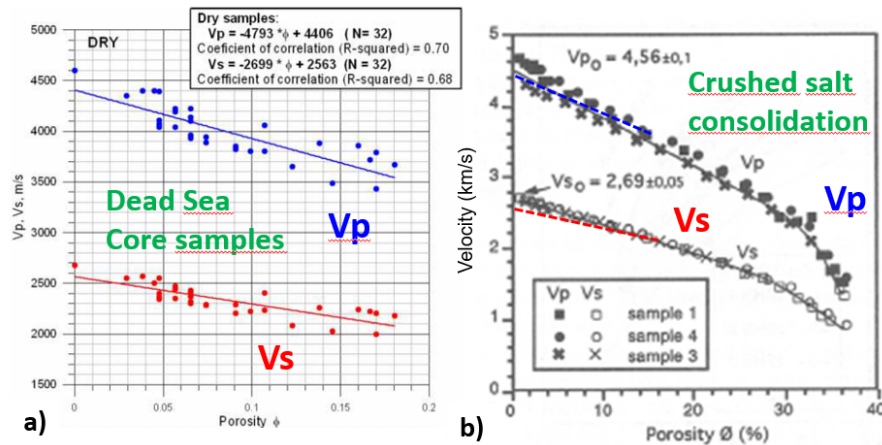 Dry samples:
Vp = -4793 *ϕ + 4406 ( N= 32)
Coeficient of correlation (R-squared) = 0.70
Vs = -2699 *ϕ + 2563 (N = 32)
Coefficient of correlation (R-squared) = 0.68
DRY
5000
4500
4000
3500
3000
2500
2000
1500
Vp, Vs, m/s
Dead Sea
Core samples
Vp
Vs
0
0.05
0.1
0.15
0.2
Porosity ϕ
a)
Vpo = 4,56±0,1
Crushed salt
consolidation
Vso = 2,69±0,05
Vp
Vp
Vs
Vs
5
4
3
2
1
0
Velocity (km/s)
Vp Vs
sample 1
sample 4
sample 3
0
10
20
30
40
Porosity Ø (%)
b)